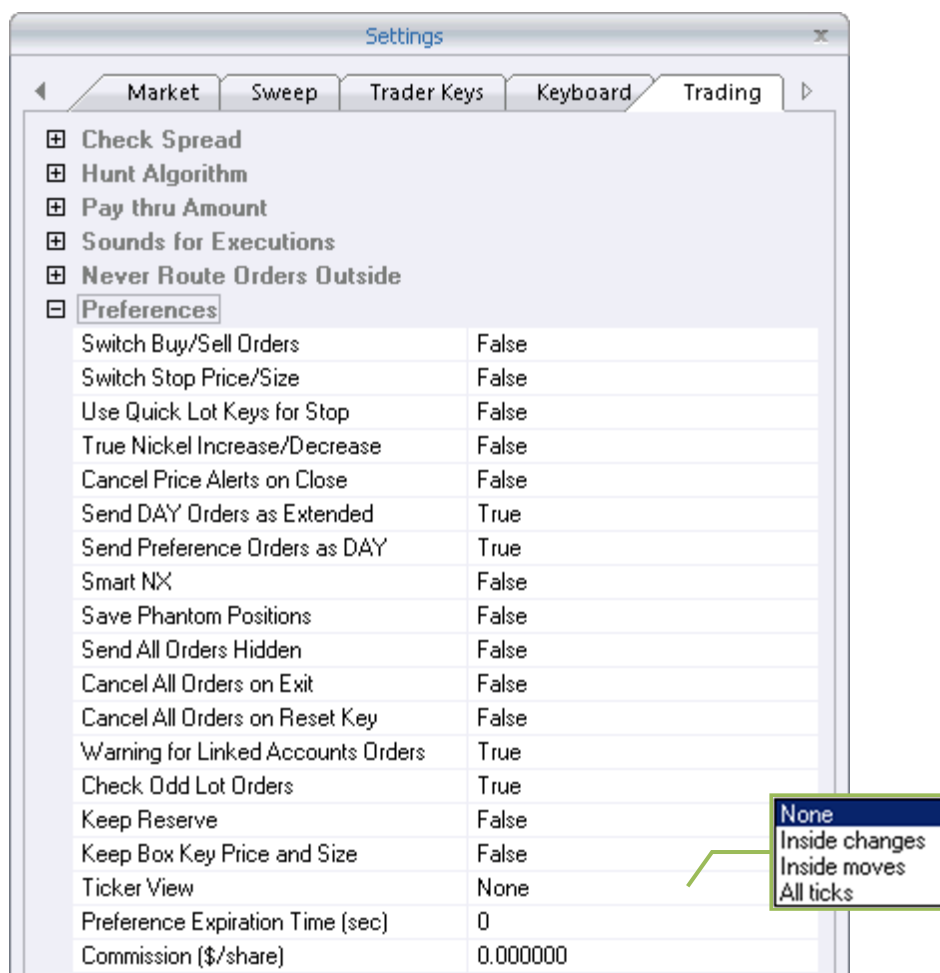 Settings x
Market Sweep Trader Keys Keyboard Trading
Check Spread
Hunt Algorithm
Pay thru Amount
Sounds for Executions
Never Route Orders Outside
Preferences
Switch Buy/Sell Orders False
Switch Stop Price/Size False
Use Quick Lot Keys for Stop False
True Nickel Increase/Decrease False
Cancel Price Alerts on Close False
Send DAY Orders as Extended True
Send Preference Orders as DAY True
Smart NX False
Save Phantom Positions False
Send All Orders Hidden False
Cancel All Orders on Exit False
Cancel All Orders on Reset Key False
Warning for Linked Accounts Orders True
Check Odd Lot Orders True
Keep Reserve False
Keep Box Key Price and Size False
Ticker View None
Preference Expiration Time (sec) 0
Commission ($/share) 0.000000
None
Inside changes
Inside moves
All ticks